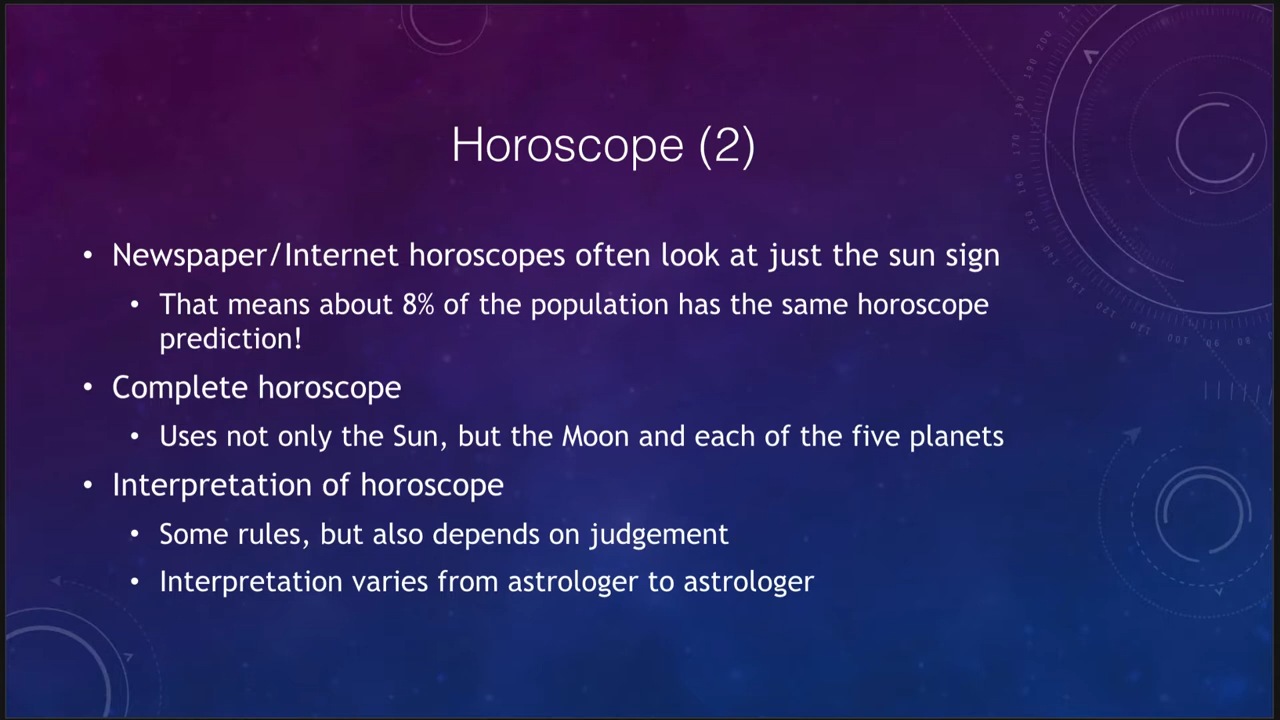 Horoscope (2)
• Newspaper/Internet horoscopes often look at just the sun sign
• That means about 8% of the population has the same horoscope
prediction!
• Complete horoscope
• Uses not only the Sun, but the Moon and each of the five planets
• Interpretation of horoscope
• Some rules, but also depends on judgement
• Interpretation varies from astrologer to astrologer